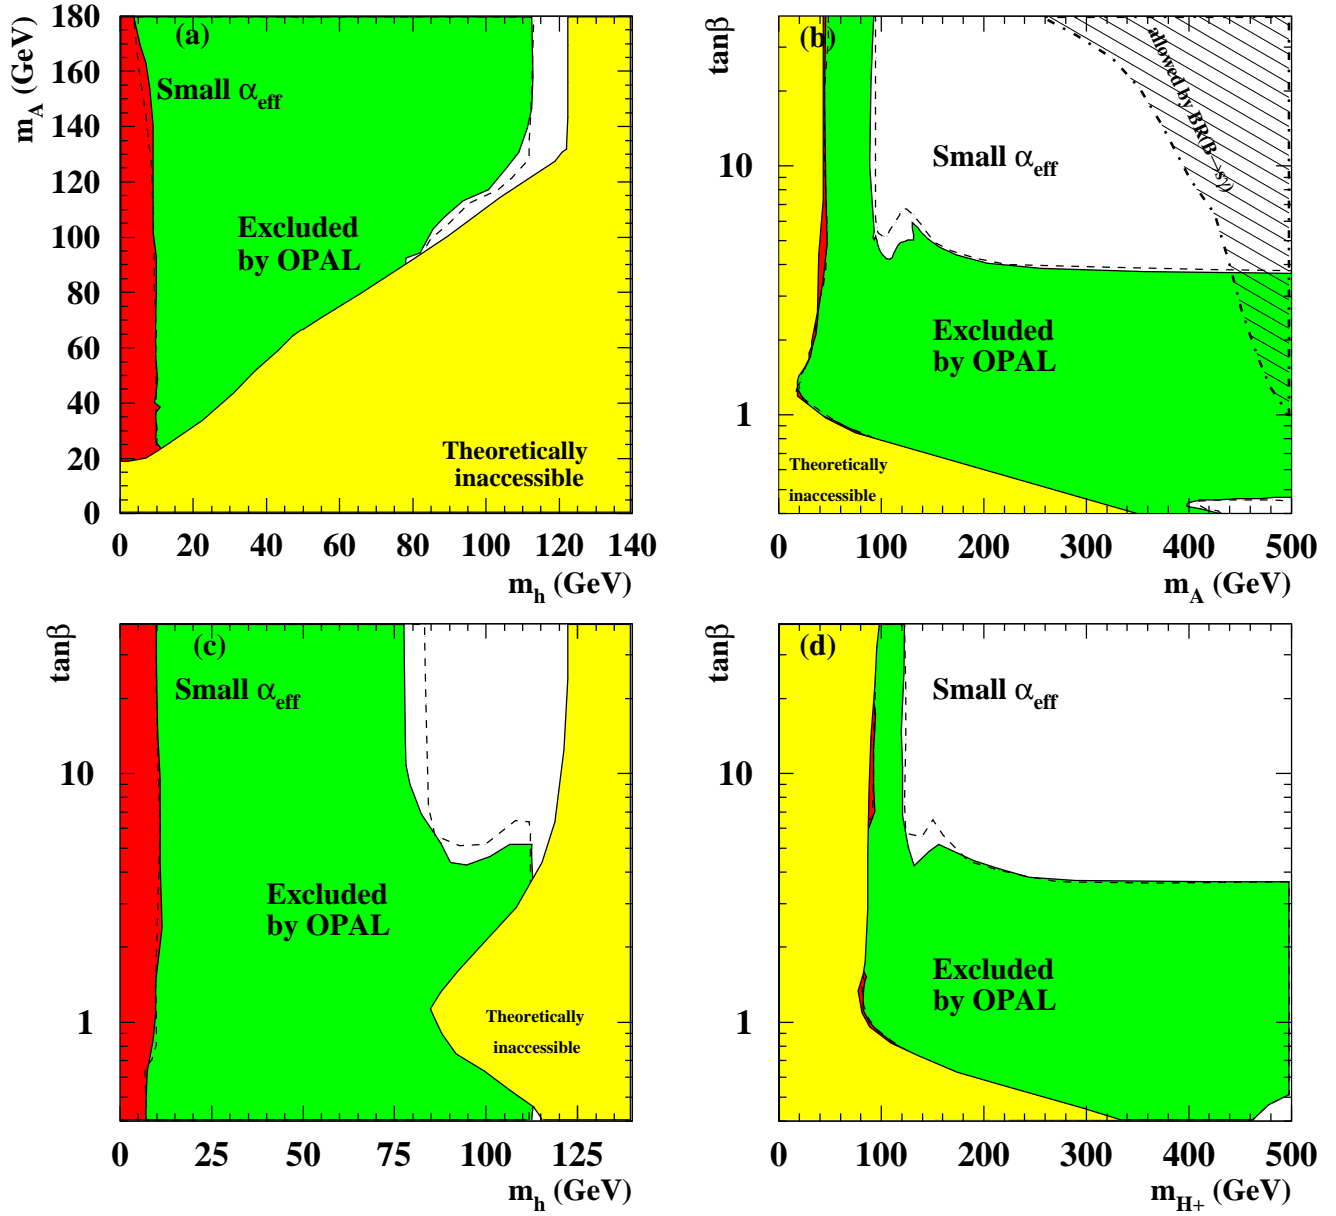 180
160
140
120
100
80
60
40
20
0
m_A (GeV)
(a)
Small α_eff
Excluded
by OPAL
Theoretically
inaccessible
0 20 40 60 80 100 120 140
m_h (GeV)
tanβ
10
1
(b)
Small α_eff
allowed by BR(B→sγ)
Excluded
by OPAL
Theoretically
inaccessible
0 100 200 300 400 500
m_A (GeV)
tanβ
10
1
(c)
Small α_eff
Excluded
by OPAL
Theoretically
inaccessible
0 25 50 75 100 125
m_h (GeV)
tanβ
10
1
(d)
Small α_eff
Excluded
by OPAL
0 100 200 300 400 500
m_H+ (GeV)